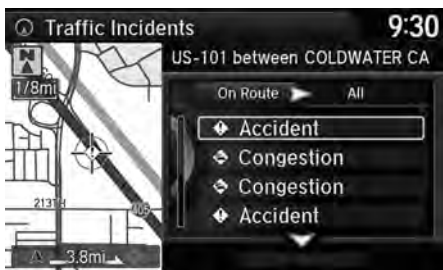 Traffic Incidents 9:30
US-101 between COLDWATER CA
N
1/8mi
On Route All
Accident
Congestion
Congestion
Accident
213TH
405
3.8mi